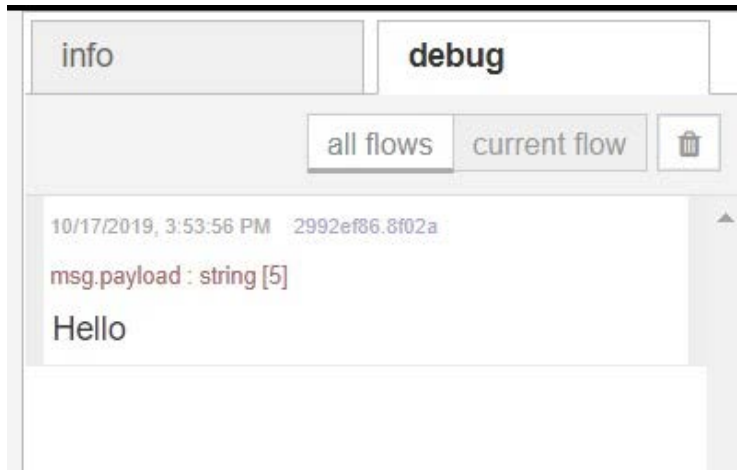 info debug
all flows current flow
10/17/2019, 3:53:56 PM 2992ef86.8f02a
msg.payload : string [5]
Hello